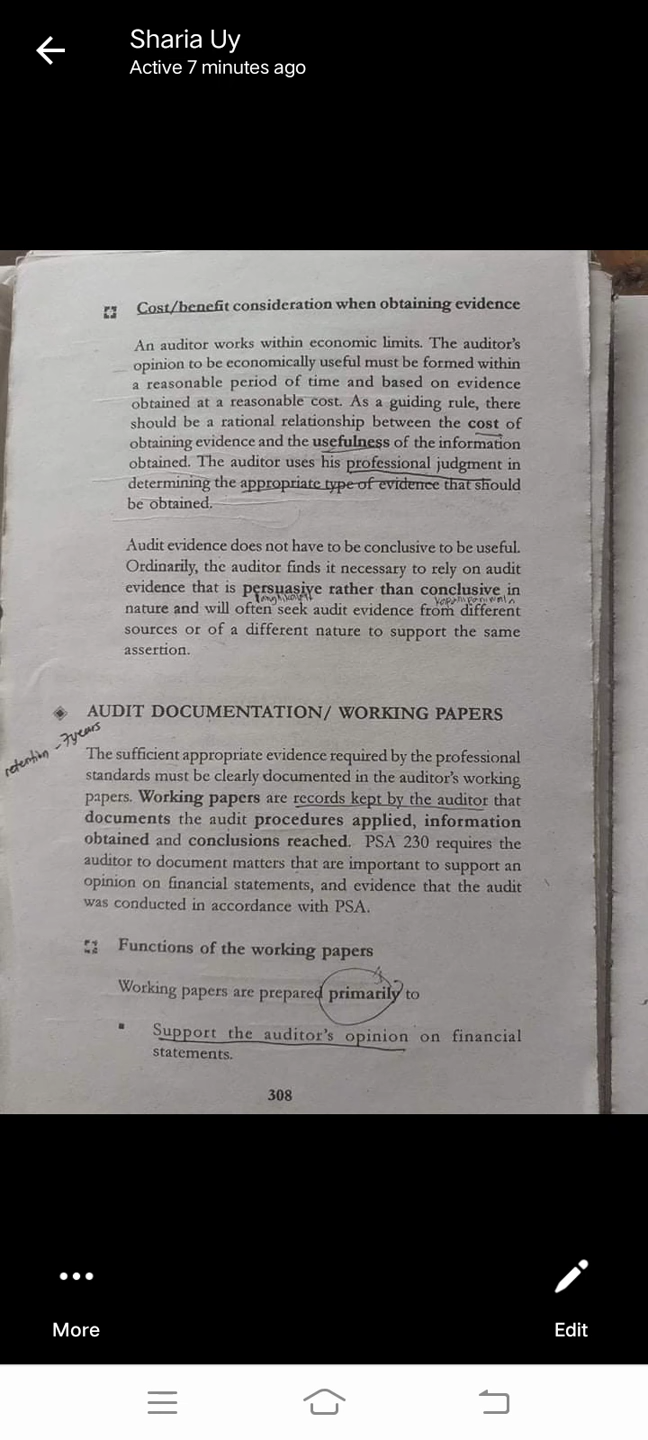 Sharia Uy
Active 7 minutes ago
Cost/benefit consideration when obtaining evidence
An auditor works within economic limits. The auditor's
opinion to be economically useful must be formed within
a reasonable period of time and based on evidence
obtained at a reasonable cost. As a guiding rule, there
should be a rational relationship between the cost of
obtaining evidence and the usefulness of the information
obtained. The auditor uses his professional judgment in
determining the appropriate type of evidence that should
be obtained.
Audit evidence does not have to be conclusive to be useful.
Ordinarily, the auditor finds it necessary to rely on audit
evidence that is persuasive rather than conclusive in
nature and will often seek audit evidence from different
sources or of a different nature to support the same
assertion.
AUDIT DOCUMENTATION/ WORKING PAPERS
retention - 7years
The sufficient appropriate evidence required by the professional
standards must be clearly documented in the auditor's working
papers. Working papers are records kept by the auditor that
documents the audit procedures applied, information
obtained and conclusions reached. PSA 230 requires the
auditor to document matters that are important to support an
opinion on financial statements, and evidence that the audit
was conducted in accordance with PSA.
Functions of the working papers
Working papers are prepared primarily to
Support the auditor's opinion on financial
statements.
308
More
Edit